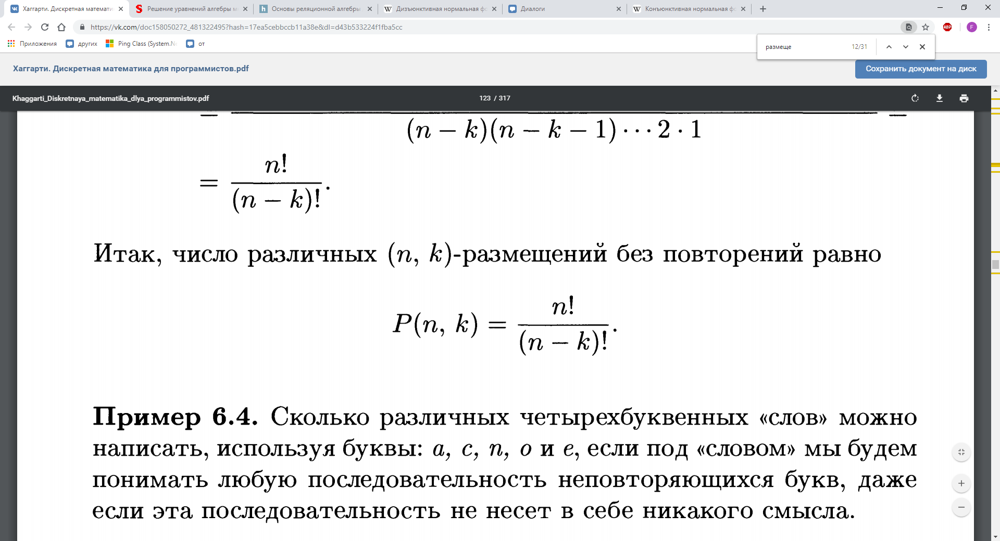 Хаггарти. Дискретная математи
Решение уравнений алгебры м
Основы реляционной алгебры
Дизъюнктивная нормальная фо
Диалоги
Конъюнктивная нормальная фо
https://vk.com/doc158050272_481322495?hash=17ea5cebbccb11a38e&dl=d43b533224f1fba5cc
ABP
F
Приложения
других
Ping Class (System.Ne
от
размеще 12/31
Хаггарти. Дискретная математика для программистов.pdf
Сохранить документ на диск
Khaggarti_Diskretnaya_matematika_dlya_programmistov.pdf
123 / 317
(n − k)(n − k − 1) ··· 2 · 1
= n! / (n − k)! .
Итак, число различных (n, k)-размещений без повторений равно
P(n, k) = n! / (n − k)! .
Пример 6.4. Сколько различных четырехбуквенных «слов» можно
написать, используя буквы: а, с, п, о и е, если под «словом» мы будем
понимать любую последовательность неповторяющихся букв, даже
если эта последовательность не несет в себе никакого смысла.